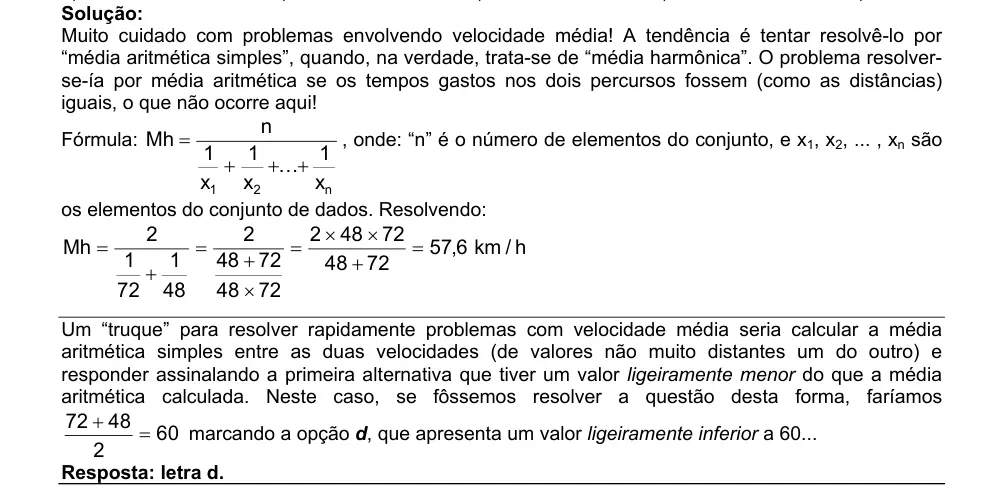 Solução:
Muito cuidado com problemas envolvendo velocidade média! A tendência é tentar resolvê-lo por
“média aritmética simples”, quando, na verdade, trata-se de “média harmônica”. O problema resolver-
se-ía por média aritmética se os tempos gastos nos dois percursos fossem (como as distâncias)
iguais, o que não ocorre aqui!
Fórmula: Mh = n / (1/x₁ + 1/x₂ +...+ 1/xₙ) , onde: “n” é o número de elementos do conjunto, e x₁, x₂, ... , xₙ são
os elementos do conjunto de dados. Resolvendo:
Mh = 2 / (1/72 + 1/48) = 2 / ((48 + 72)/(48 × 72)) = (2 × 48 × 72)/(48 + 72) = 57,6 km / h
Um “truque” para resolver rapidamente problemas com velocidade média seria calcular a média
aritmética simples entre as duas velocidades (de valores não muito distantes um do outro) e
responder assinalando a primeira alternativa que tiver um valor ligeiramente menor do que a média
aritmética calculada. Neste caso, se fôssemos resolver a questão desta forma, faríamos
(72 + 48)/2 = 60 marcando a opção d, que apresenta um valor ligeiramente inferior a 60...
Resposta: letra d.